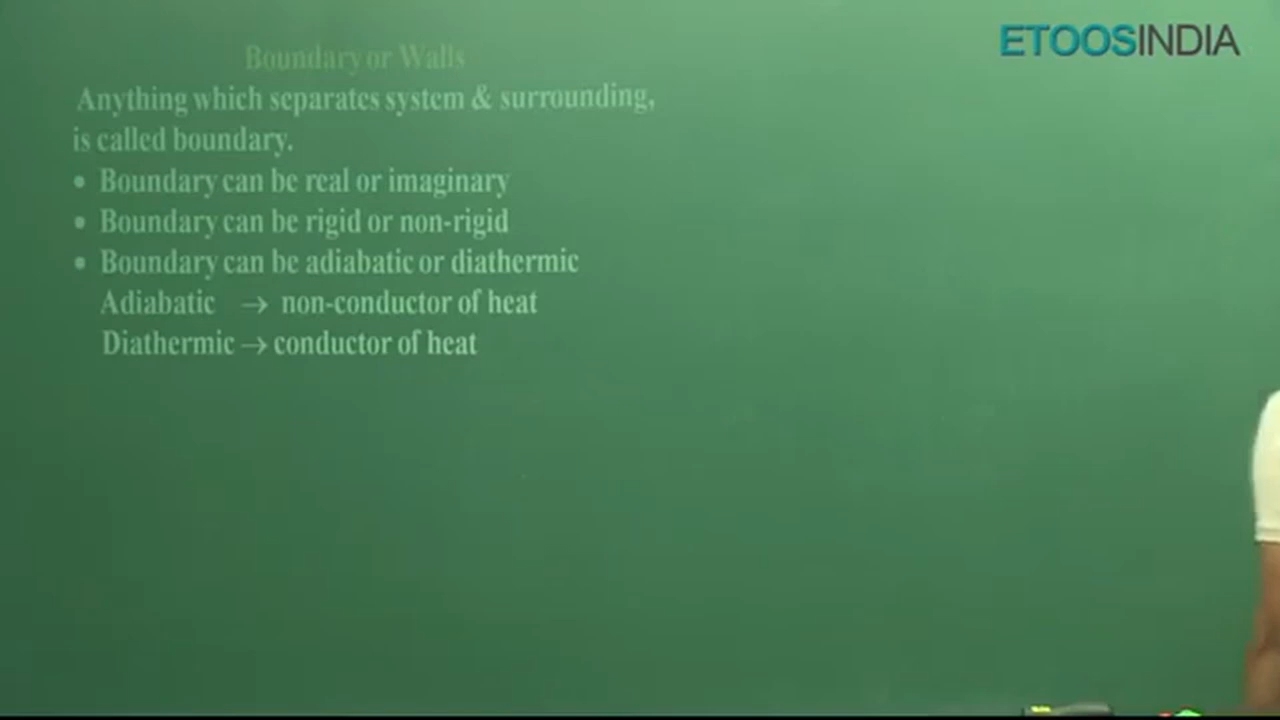 ETOOSINDIA
Boundary or Walls
Anything which separates system & surrounding,
is called boundary.
• Boundary can be real or imaginary
• Boundary can be rigid or non-rigid
• Boundary can be adiabatic or diathermic
Adiabatic → non-conductor of heat
Diathermic → conductor of heat